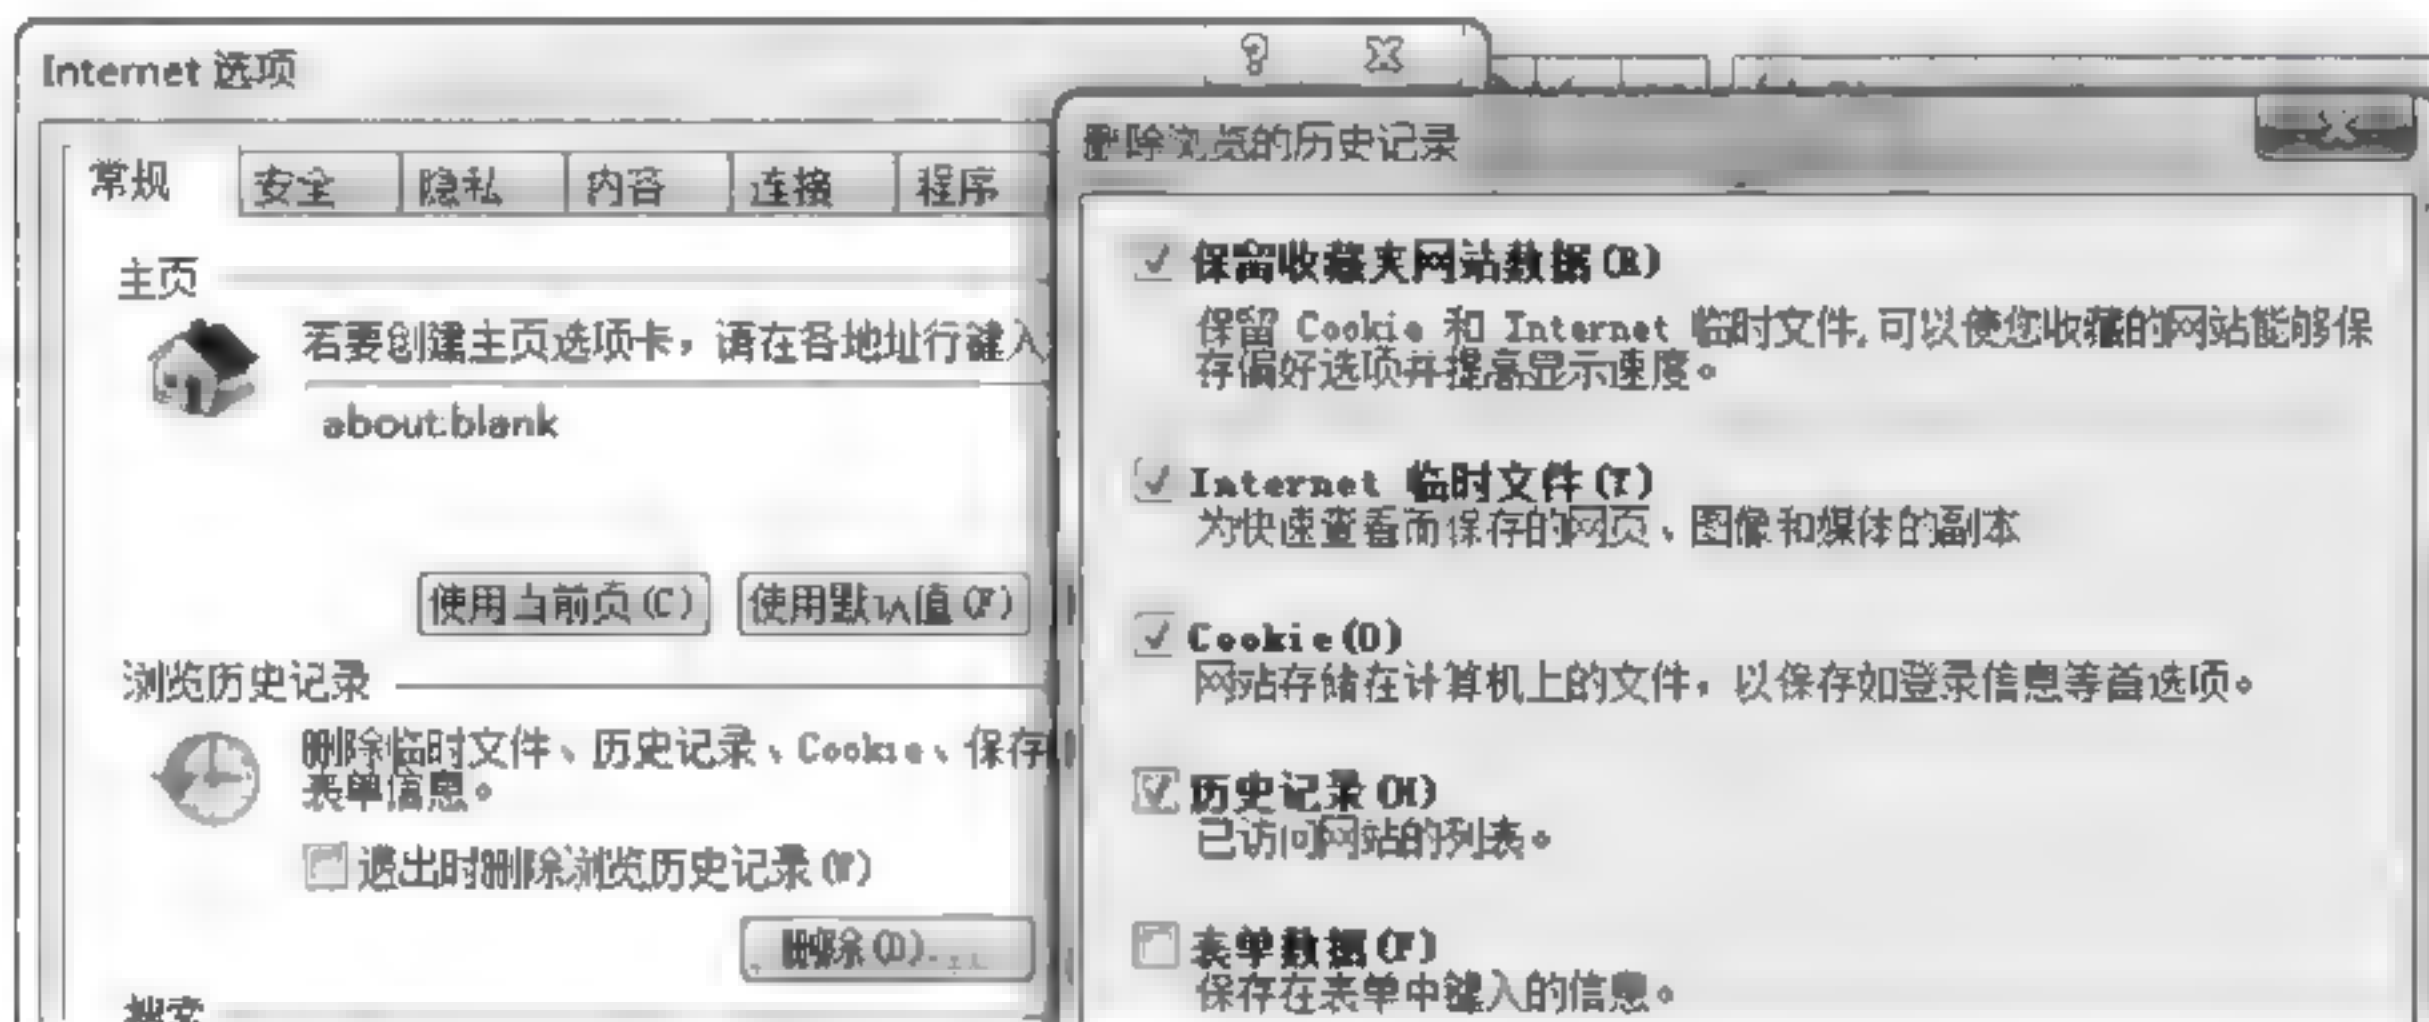 Internet 选项
常规 安全 隐私 内容 连接 程序
主页
若要创建主页选项卡，请在各地址行键入
about:blank
使用当前页(C) 使用默认值(F)
浏览历史记录
删除临时文件、历史记录、Cookie、保存
表单信息。
退出时删除浏览历史记录(W)
删除(D)...
搜索
删除浏览的历史记录
保留收藏夹网站数据(R)
保留 Cookie 和 Internet 临时文件,可以使您收藏的网站能够保
存偏好选项并提高显示速度。
Internet 临时文件(T)
为快速查看而保存的网页、图像和媒体的副本
Cookie(O)
网站存储在计算机上的文件，以保存如登录信息等首选项。
历史记录(H)
已访问网站的列表。
表单数据(F)
保存在表单中键入的信息。